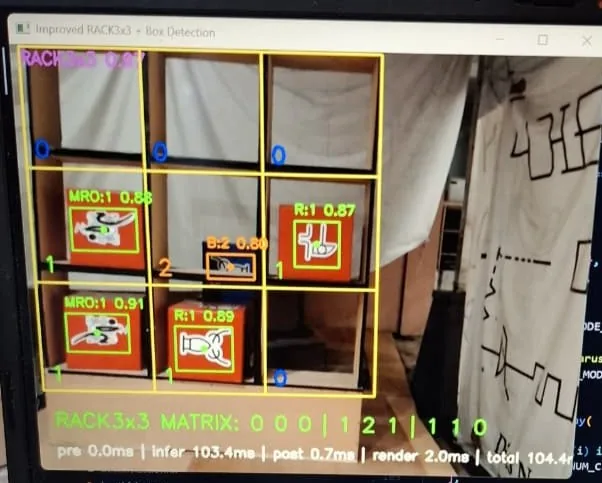 Improved RACK3x3 + Box Detection
RACK3x3 0.97
0 0 0
MRO:1 0.88
B:2 0.80
R:1 0.87
1 2 1
MRO:1 0.91
R:1 0.89
1 1 0
RACK3x3 MATRIX: 0 0 0 | 1 2 1 | 1 1 0
pre 0.0ms | infer 103.4ms | post 0.7ms | render 2.0ms | total 104.4